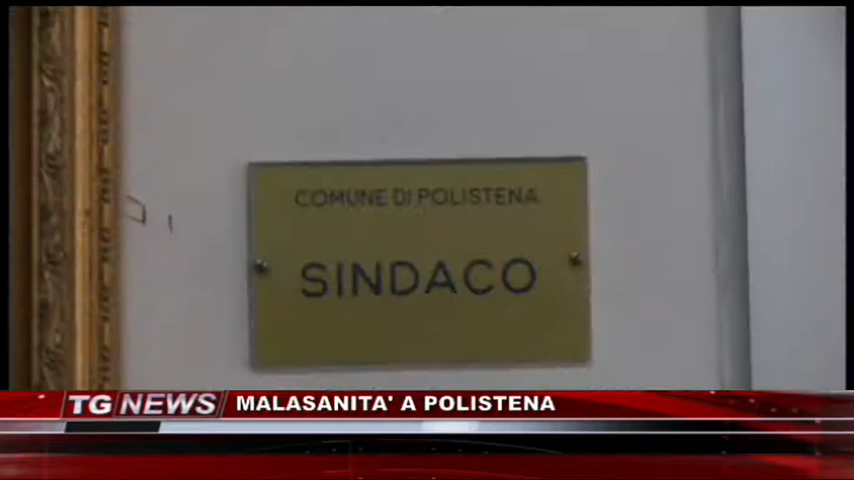 COMUNE DI POLISTENA
SINDACO
TG NEWS MALASANITA' A POLISTENA